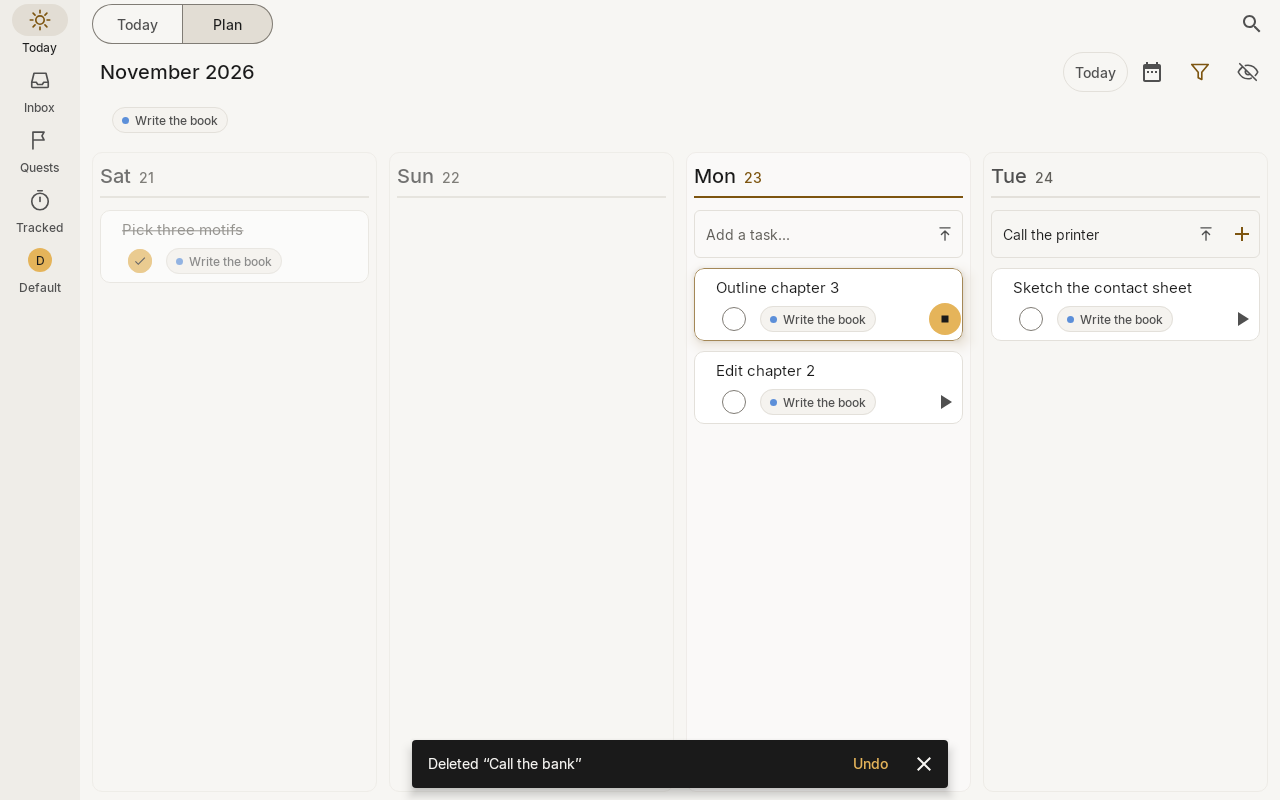 Today
Inbox
Quests
Tracked
D
Default
Today
Plan
November 2026
Today
Write the book
Sat 21
Pick three motifs
Write the book
Sun 22
Mon 23
Add a task...
Outline chapter 3
Write the book
Edit chapter 2
Write the book
Tue 24
Call the printer
Sketch the contact sheet
Write the book
Deleted “Call the bank”
Undo